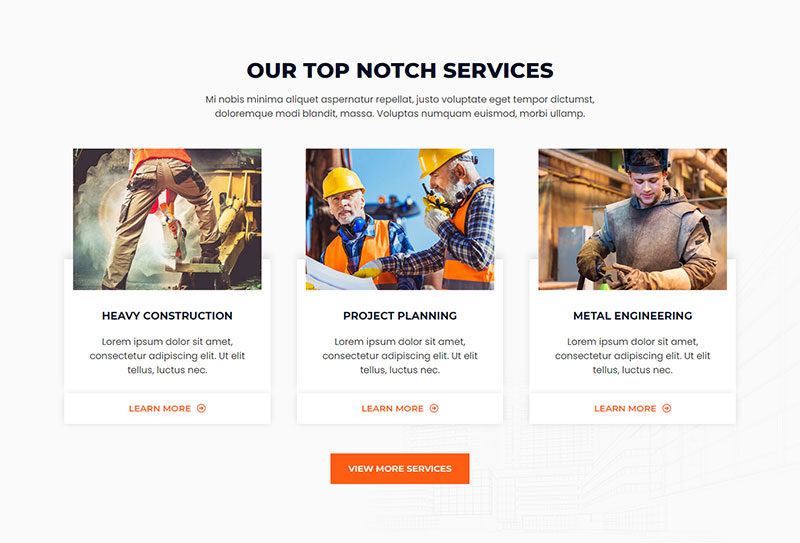 OUR TOP NOTCH SERVICES
Mi nobis minima aliquet aspernatur repellat, justo voluptate eget tempor dictumst,
doloremque modi blandit, massa. Voluptas numquam euismod, morbi ullamp.
HEAVY CONSTRUCTION
Lorem ipsum dolor sit amet,
consectetur adipiscing elit. Ut elit
tellus, luctus nec.
LEARN MORE
PROJECT PLANNING
Lorem ipsum dolor sit amet,
consectetur adipiscing elit. Ut elit
tellus, luctus nec.
LEARN MORE
METAL ENGINEERING
Lorem ipsum dolor sit amet,
consectetur adipiscing elit. Ut elit
tellus, luctus nec.
LEARN MORE
VIEW MORE SERVICES